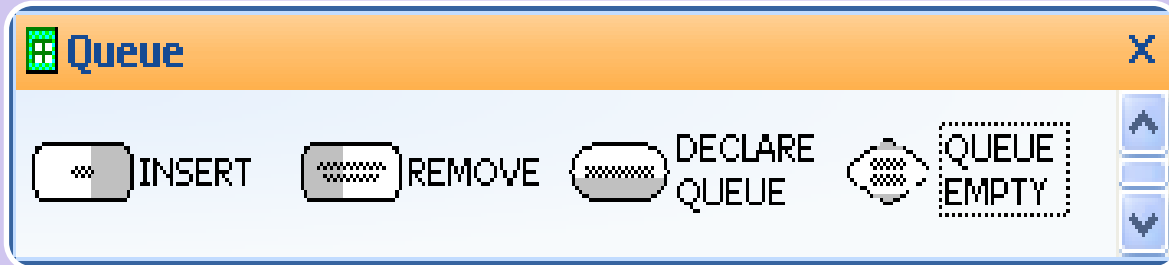 Queue
INSERT
REMOVE
DECLARE
QUEUE
QUEUE
EMPTY